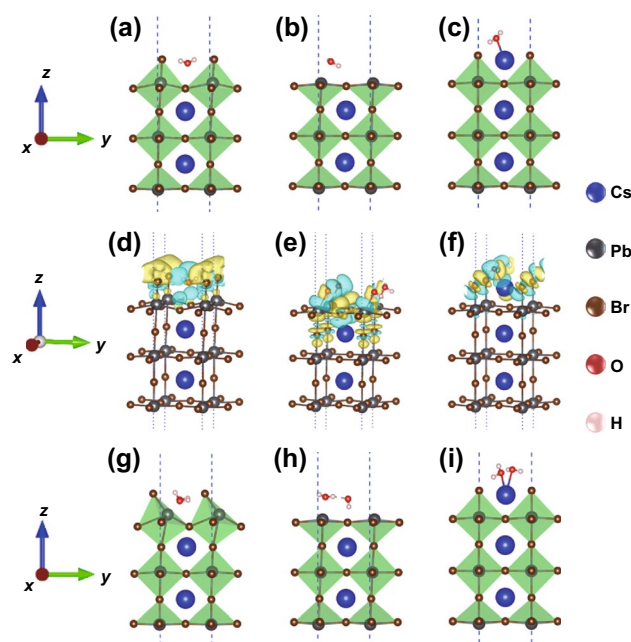 (a) (b) (c)
z
x y
Cs
(d) (e) (f)
Pb
z
x y
Br
O
H
(g) (h) (i)
z
x y